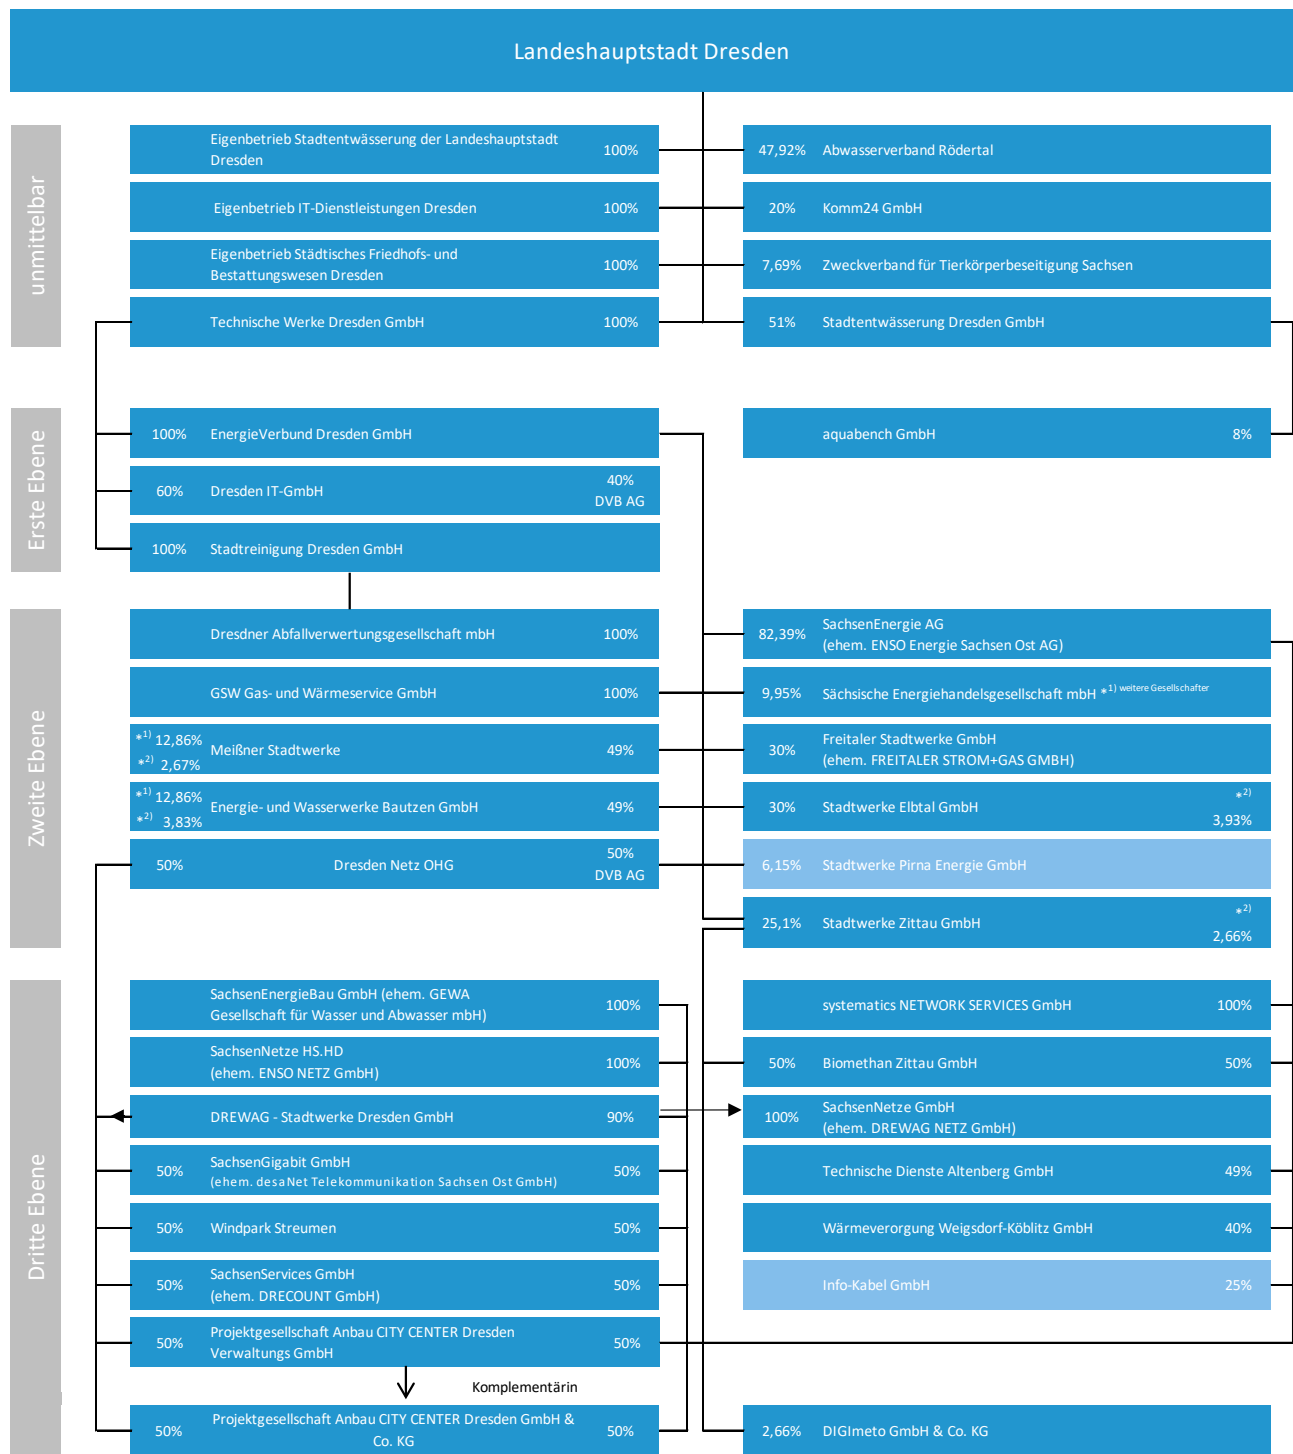 Landeshauptstadt Dresden
unmittelbar
Eigenbetrieb Stadtentwässerung der Landeshauptstadt
Dresden
100%
47,92% Abwasserverband Rödertal
Eigenbetrieb IT-Dienstleistungen Dresden 100%
20% Komm24 GmbH
Eigenbetrieb Städtisches Friedhofs- und
Bestattungswesen Dresden
100%
7,69% Zweckverband für Tierkörperbeseitigung Sachsen
Technische Werke Dresden GmbH 100%
51% Stadtentwässerung Dresden GmbH
Erste Ebene
100% EnergieVerbund Dresden GmbH
aquabench GmbH 8%
60% Dresden IT-GmbH
40%
DVB AG
100% Stadtreinigung Dresden GmbH
Zweite Ebene
Dresdner Abfallverwertungsgesellschaft mbH 100%
82,39%
SachsenEnergie AG
(ehem. ENSO Energie Sachsen Ost AG)
GSW Gas- und Wärmeservice GmbH 100%
9,95% Sächsische Energiehandelsgesellschaft mbH *1) weitere Gesellschafter
*1) 12,86%
*2) 2,67%
Meißner Stadtwerke 49%
30%
Freitaler Stadtwerke GmbH
(ehem. FREITALER STROM+GAS GMBH)
*1) 12,86%
*2) 3,83%
Energie- und Wasserwerke Bautzen GmbH 49%
30% Stadtwerke Elbtal GmbH
*2)
3,93%
50% Dresden Netz OHG
50%
DVB AG
6,15% Stadtwerke Pirna Energie GmbH
25,1% Stadtwerke Zittau GmbH
*2)
2,66%
Dritte Ebene
SachsenEnergieBau GmbH (ehem. GEWA
Gesellschaft für Wasser und Abwasser mbH)
100%
systematics NETWORK SERVICES GmbH 100%
SachsenNetze HS.HD
(ehem. ENSO NETZ GmbH)
100%
50% Biomethan Zittau GmbH 50%
DREWAG - Stadtwerke Dresden GmbH 90%
100%
SachsenNetze GmbH
(ehem. DREWAG NETZ GmbH)
50%
SachsenGigabit GmbH
(ehem. desaNet Telekommunikation Sachsen Ost GmbH)
50%
Technische Dienste Altenberg GmbH 49%
50% Windpark Streumen 50%
Wärmeverorgung Weigsdorf-Köblitz GmbH 40%
50%
SachsenServices GmbH
(ehem. DRECOUNT GmbH)
50%
Info-Kabel GmbH 25%
50%
Projektgesellschaft Anbau CITY CENTER Dresden
Verwaltungs GmbH
50%
Komplementärin
50%
Projektgesellschaft Anbau CITY CENTER Dresden GmbH &
Co. KG
50%
2,66% DIGImeto GmbH & Co. KG